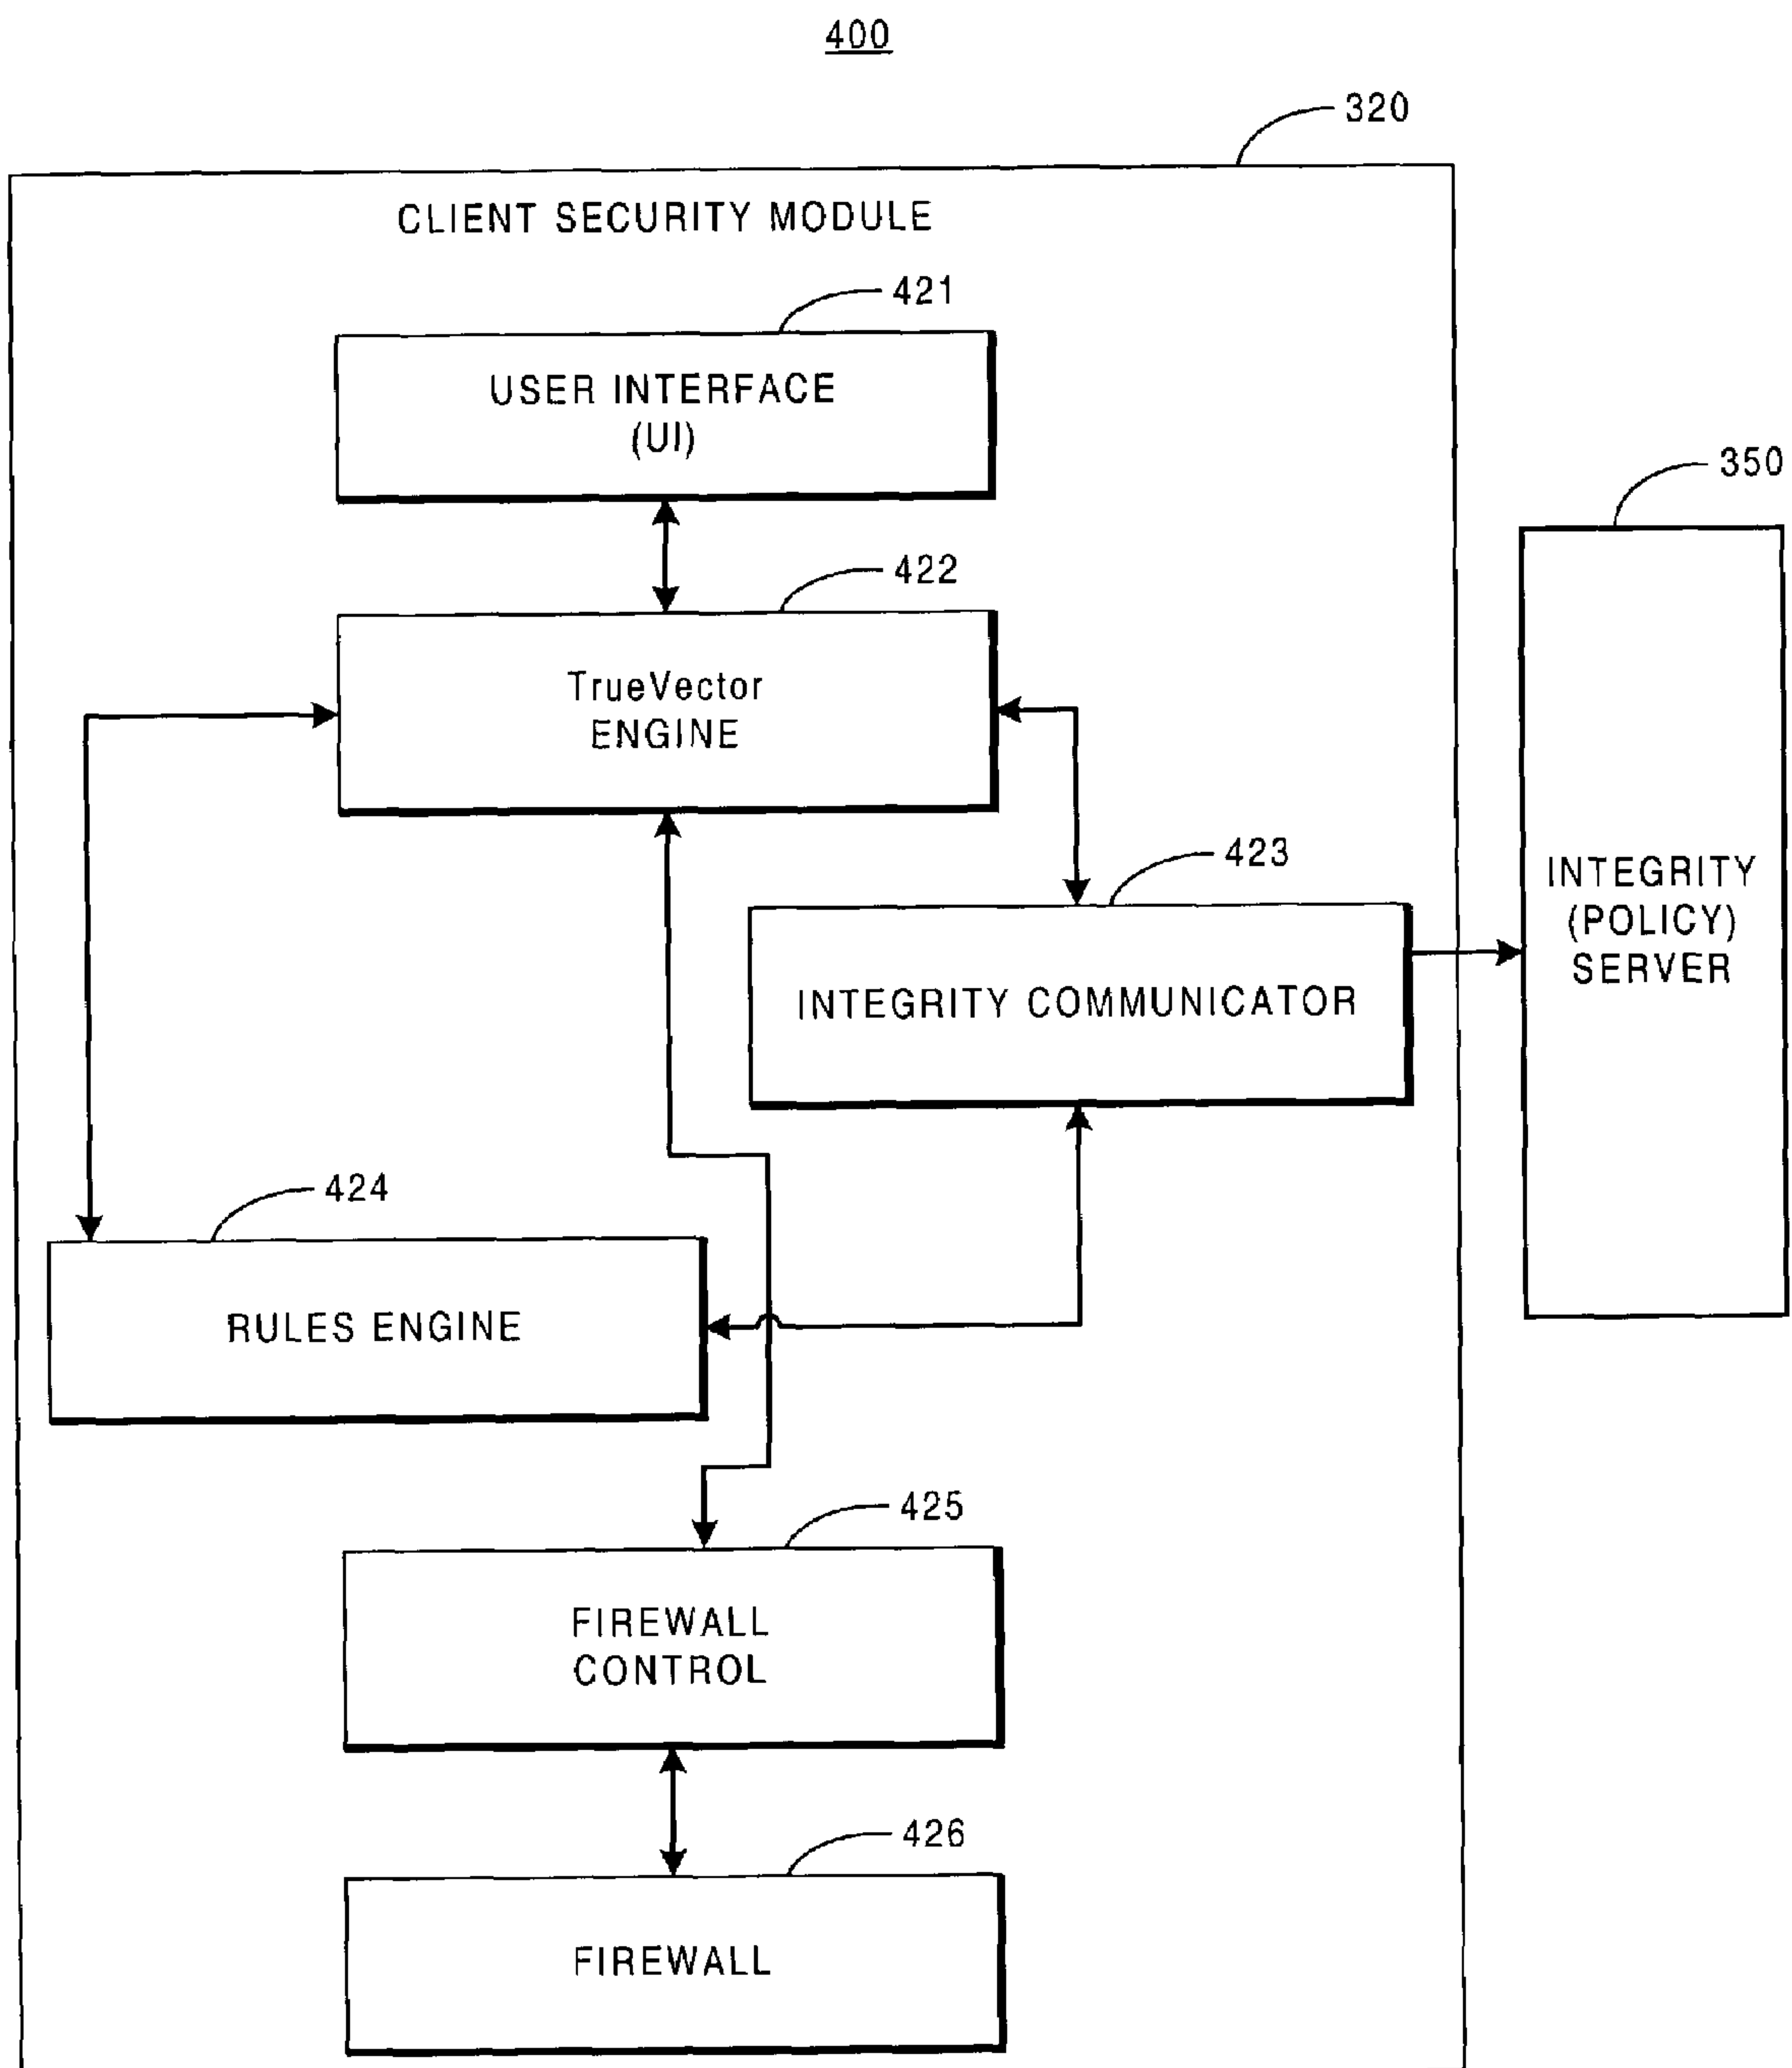 400
320
CLIENT SECURITY MODULE
421
USER INTERFACE
(UI)
350
422
TrueVector
ENGINE
423
INTEGRITY
(POLICY)
SERVER
INTEGRITY COMMUNICATOR
424
RULES ENGINE
425
FIREWALL
CONTROL
426
FIREWALL